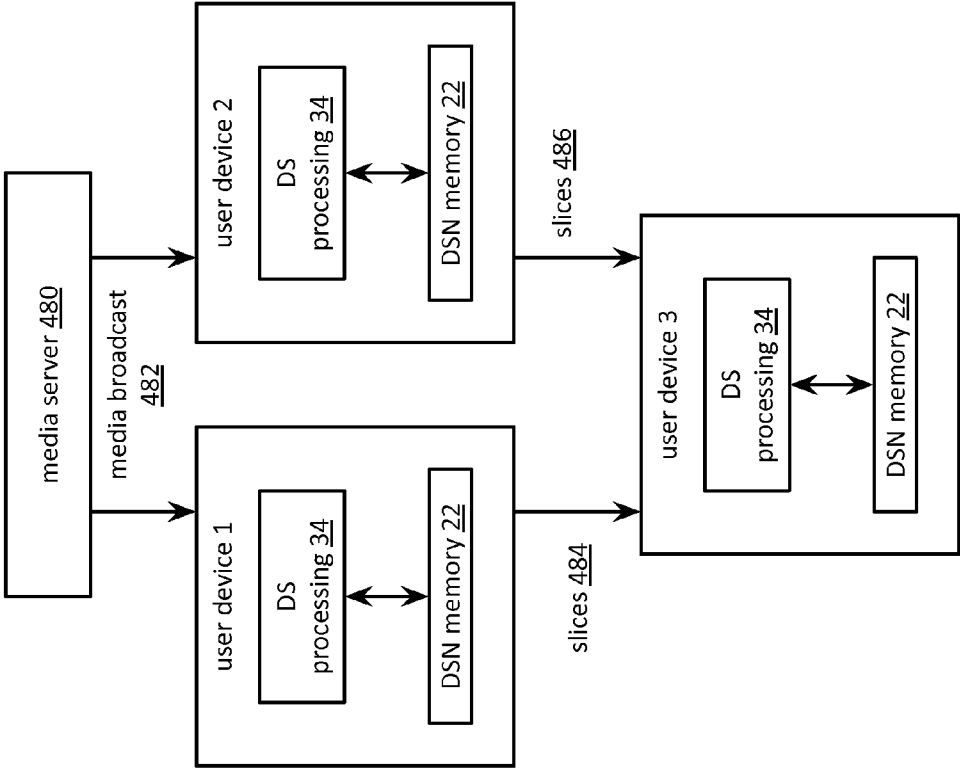 media server 480
media broadcast
482
user device 1
DS
processing 34
DSN memory 22
user device 2
DS
processing 34
DSN memory 22
slices 484
slices 486
user device 3
DS
processing 34
DSN memory 22